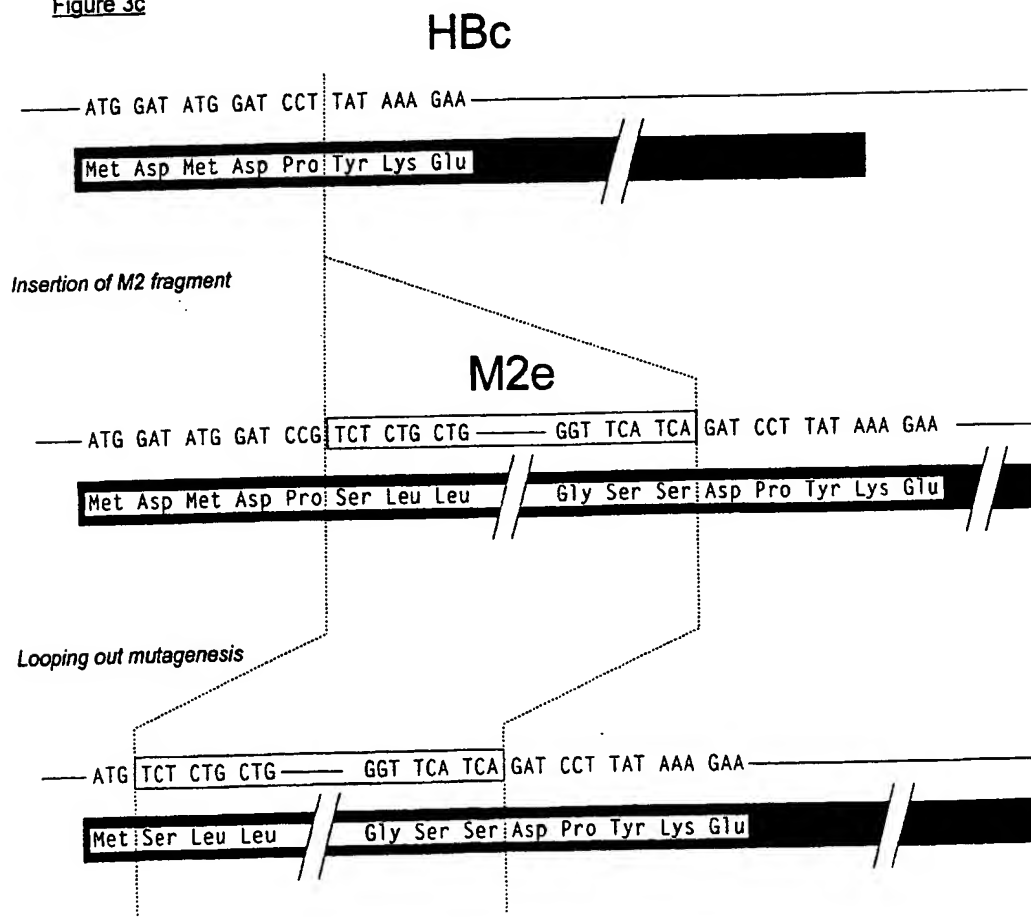 Figure 3c
HBc
ATG GAT ATG GAT CCT TAT AAA GAA
Met Asp Met Asp Pro Tyr Lys Glu
Insertion of M2 fragment
M2e
ATG GAT ATG GAT CCG TCT CTG CTG GGT TCA TCA GAT CCT TAT AAA GAA
Met Asp Met Asp Pro Ser Leu Leu Gly Ser Ser Asp Pro Tyr Lys Glu
Looping out mutagenesis
ATG TCT CTG CTG GGT TCA TCA GAT CCT TAT AAA GAA
Met Ser Leu Leu Gly Ser Ser Asp Pro Tyr Lys Glu